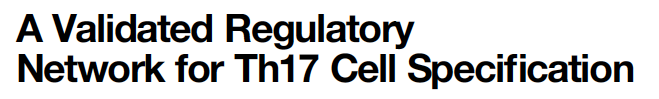 A Validated Regulatory
Network for Th17 Cell Specification